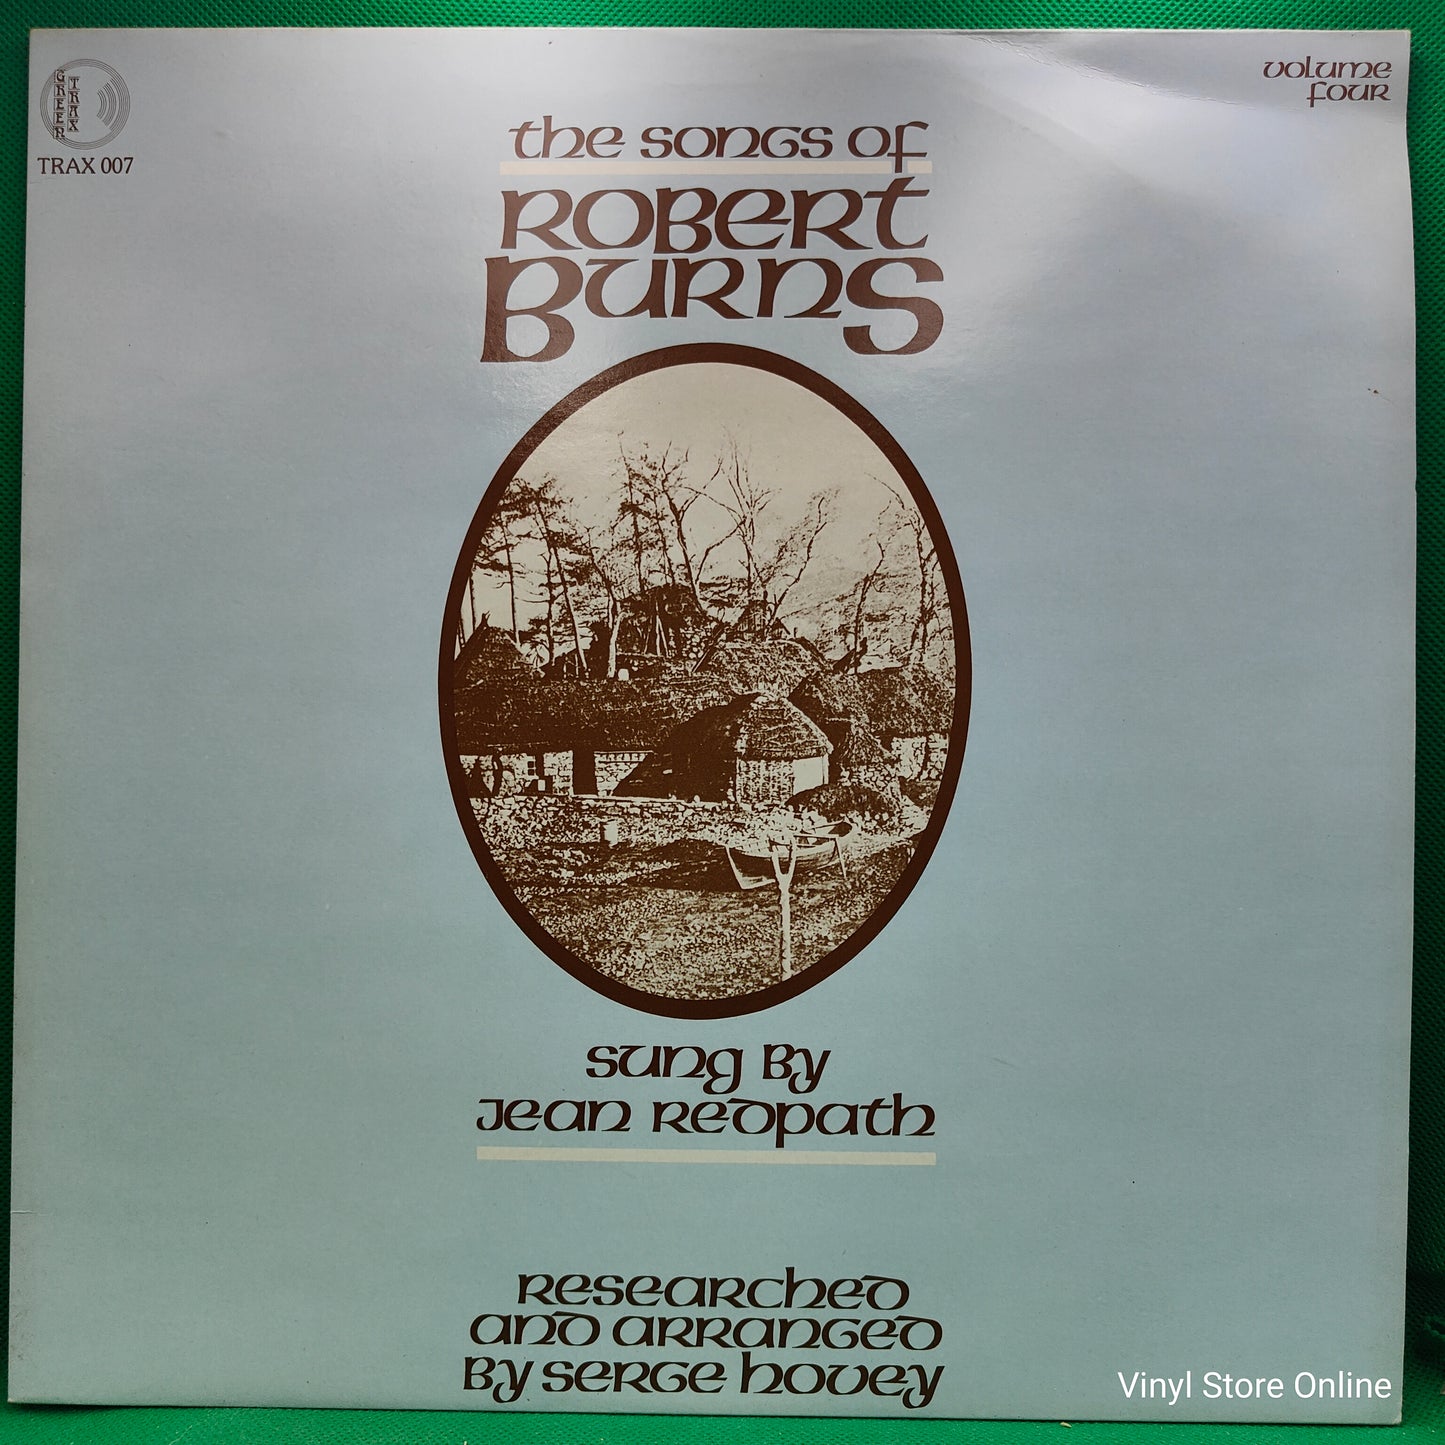 GREEN
TRAX
TRAX 007
volume
four
the songs of
Robert
Burns
sung by
Jean Redpath
Researched
and arranged
by Serge Hovey
Vinyl Store Online